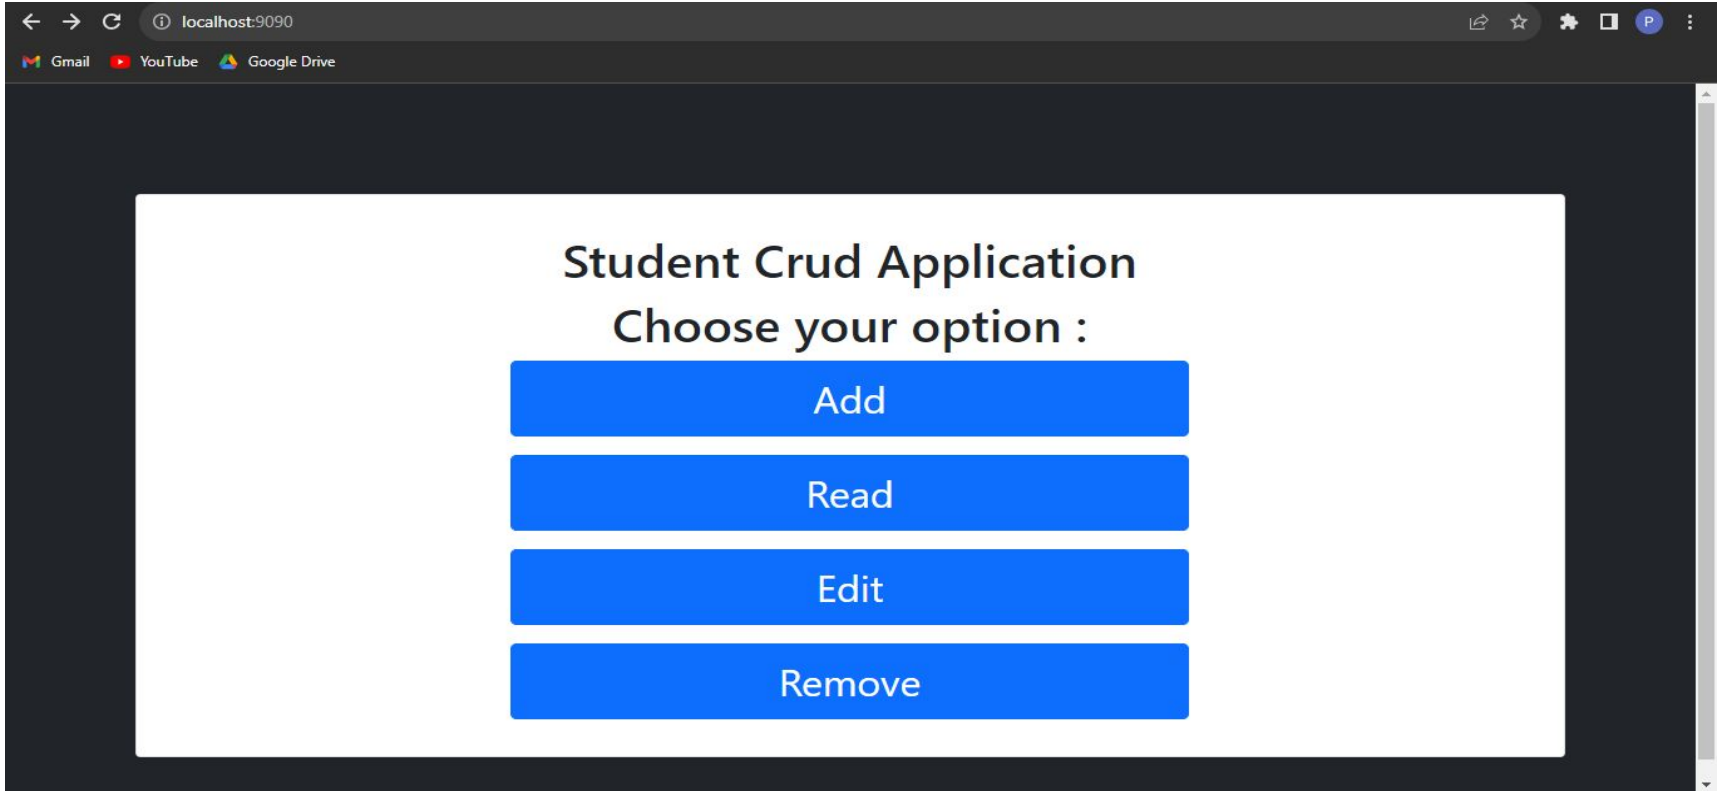 localhost:9090
P
Gmail YouTube Google Drive
Student Crud Application
Choose your option :
Add
Read
Edit
Remove